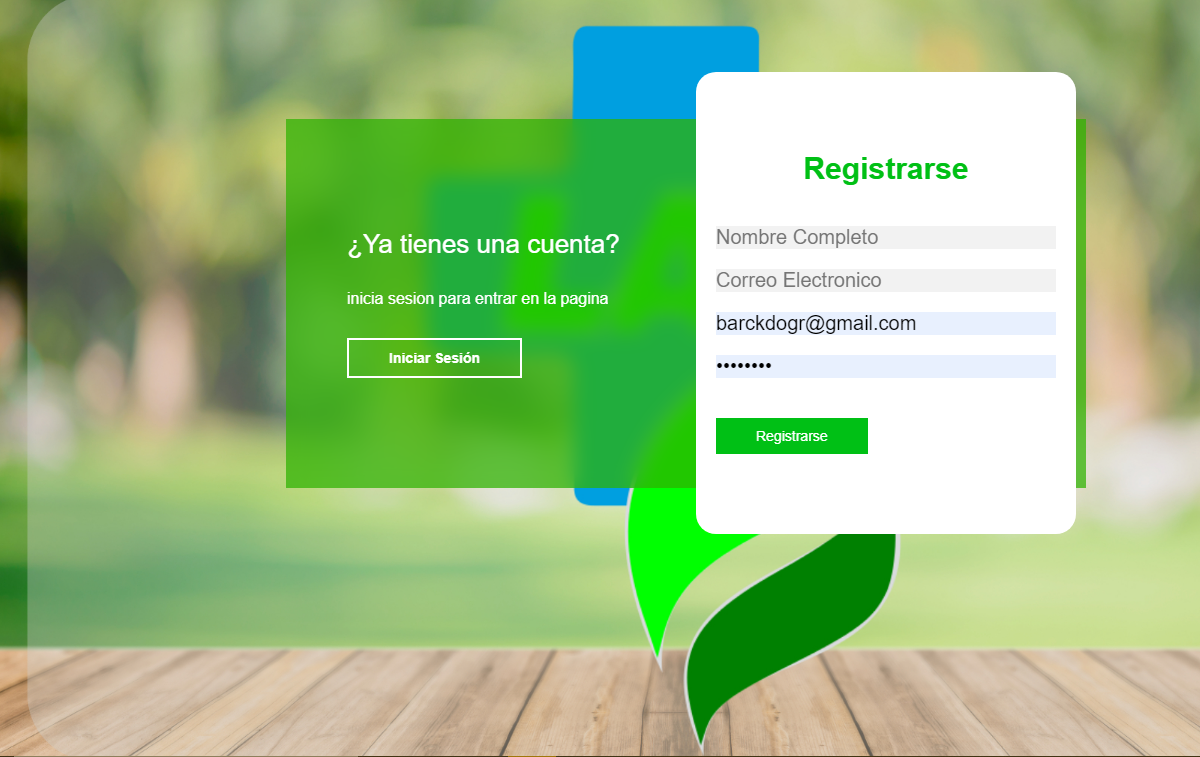 ¿Ya tienes una cuenta?
inicia sesion para entrar en la pagina
Iniciar Sesión
Registrarse
Nombre Completo
Correo Electronico
barckdogr@gmail.com
••••••••
Registrarse